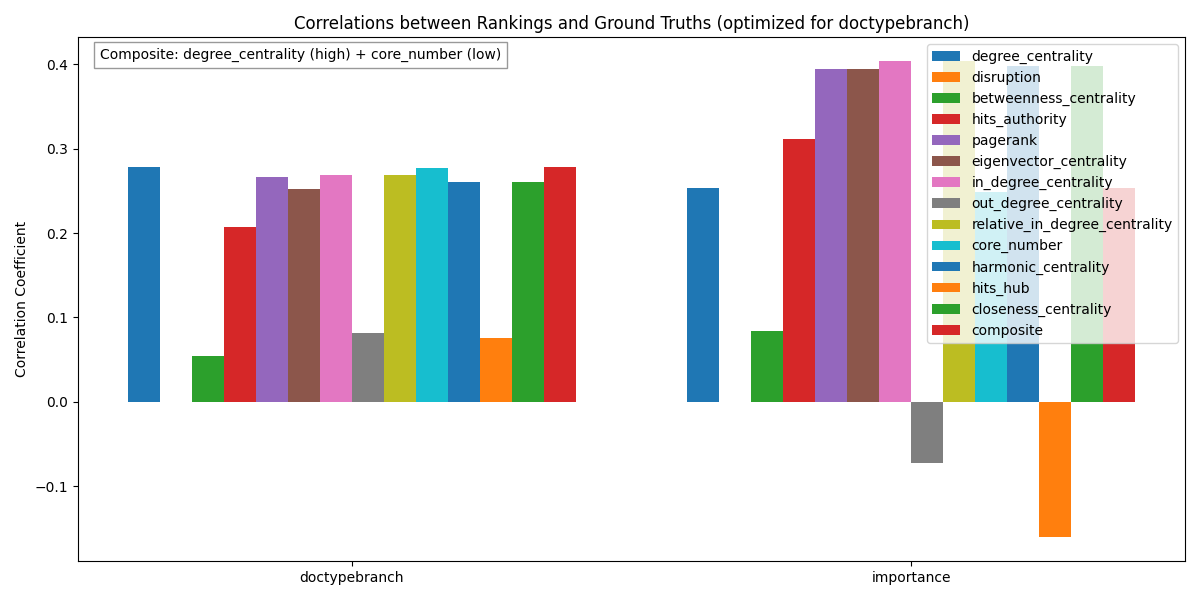 Correlations between Rankings and Ground Truths (optimized for doctypebranch)
Composite: degree_centrality (high) + core_number (low)
degree_centrality
disruption
betweenness_centrality
hits_authority
pagerank
eigenvector_centrality
in_degree_centrality
out_degree_centrality
relative_in_degree_centrality
core_number
harmonic_centrality
hits_hub
closeness_centrality
composite
Correlation Coefficient
0.4
0.3
0.2
0.1
0.0
−0.1
doctypebranch
importance